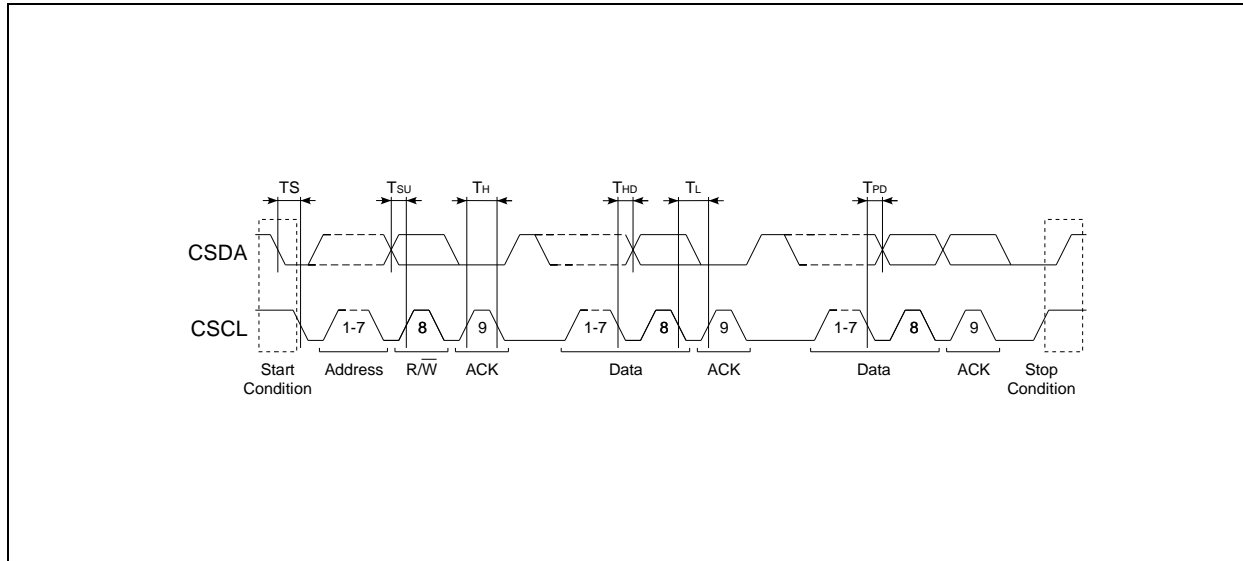 TS TSU TH THD TL TPD
CSDA
CSCL 1-7 8 9 1-7 8 9 1-7 8 9
Start Condition Address R/W̅ ACK Data ACK Data ACK Stop Condition